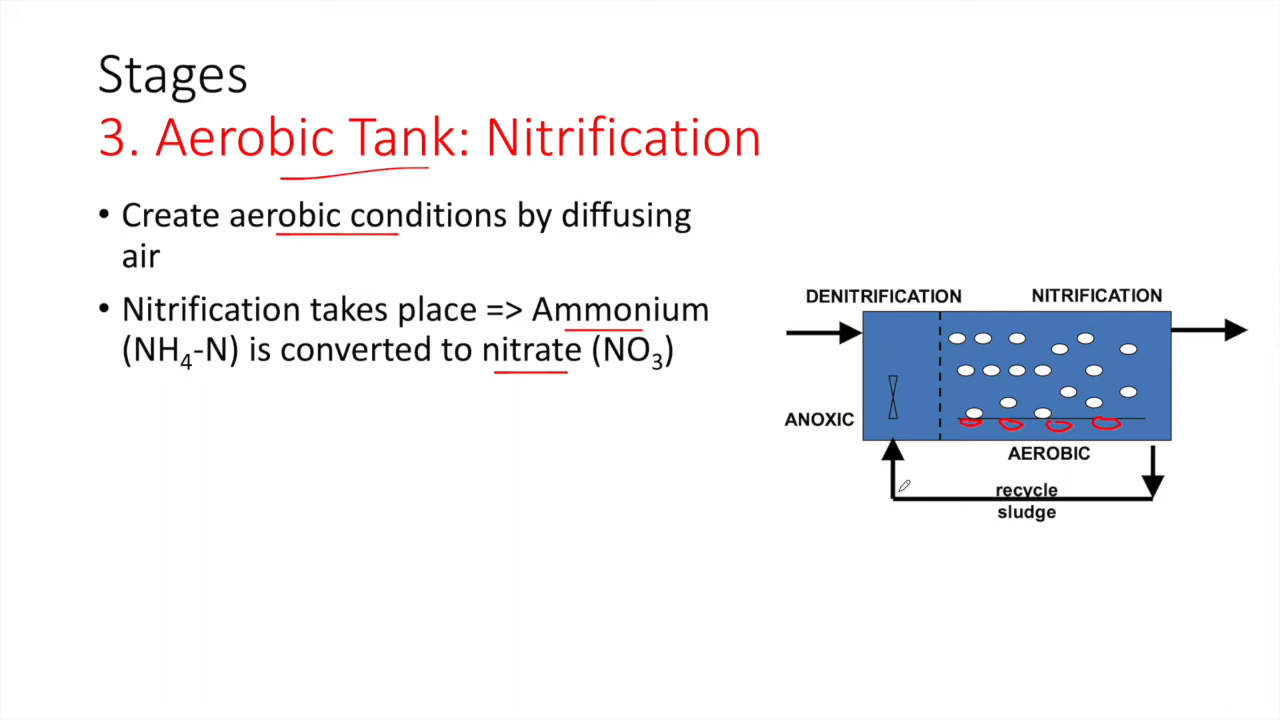 Stages
3. Aerobic Tank: Nitrification
• Create aerobic conditions by diffusing
air
• Nitrification takes place => Ammonium
(NH₄-N) is converted to nitrate (NO₃)
DENITRIFICATION
NITRIFICATION
ANOXIC
AEROBIC
recycle
sludge